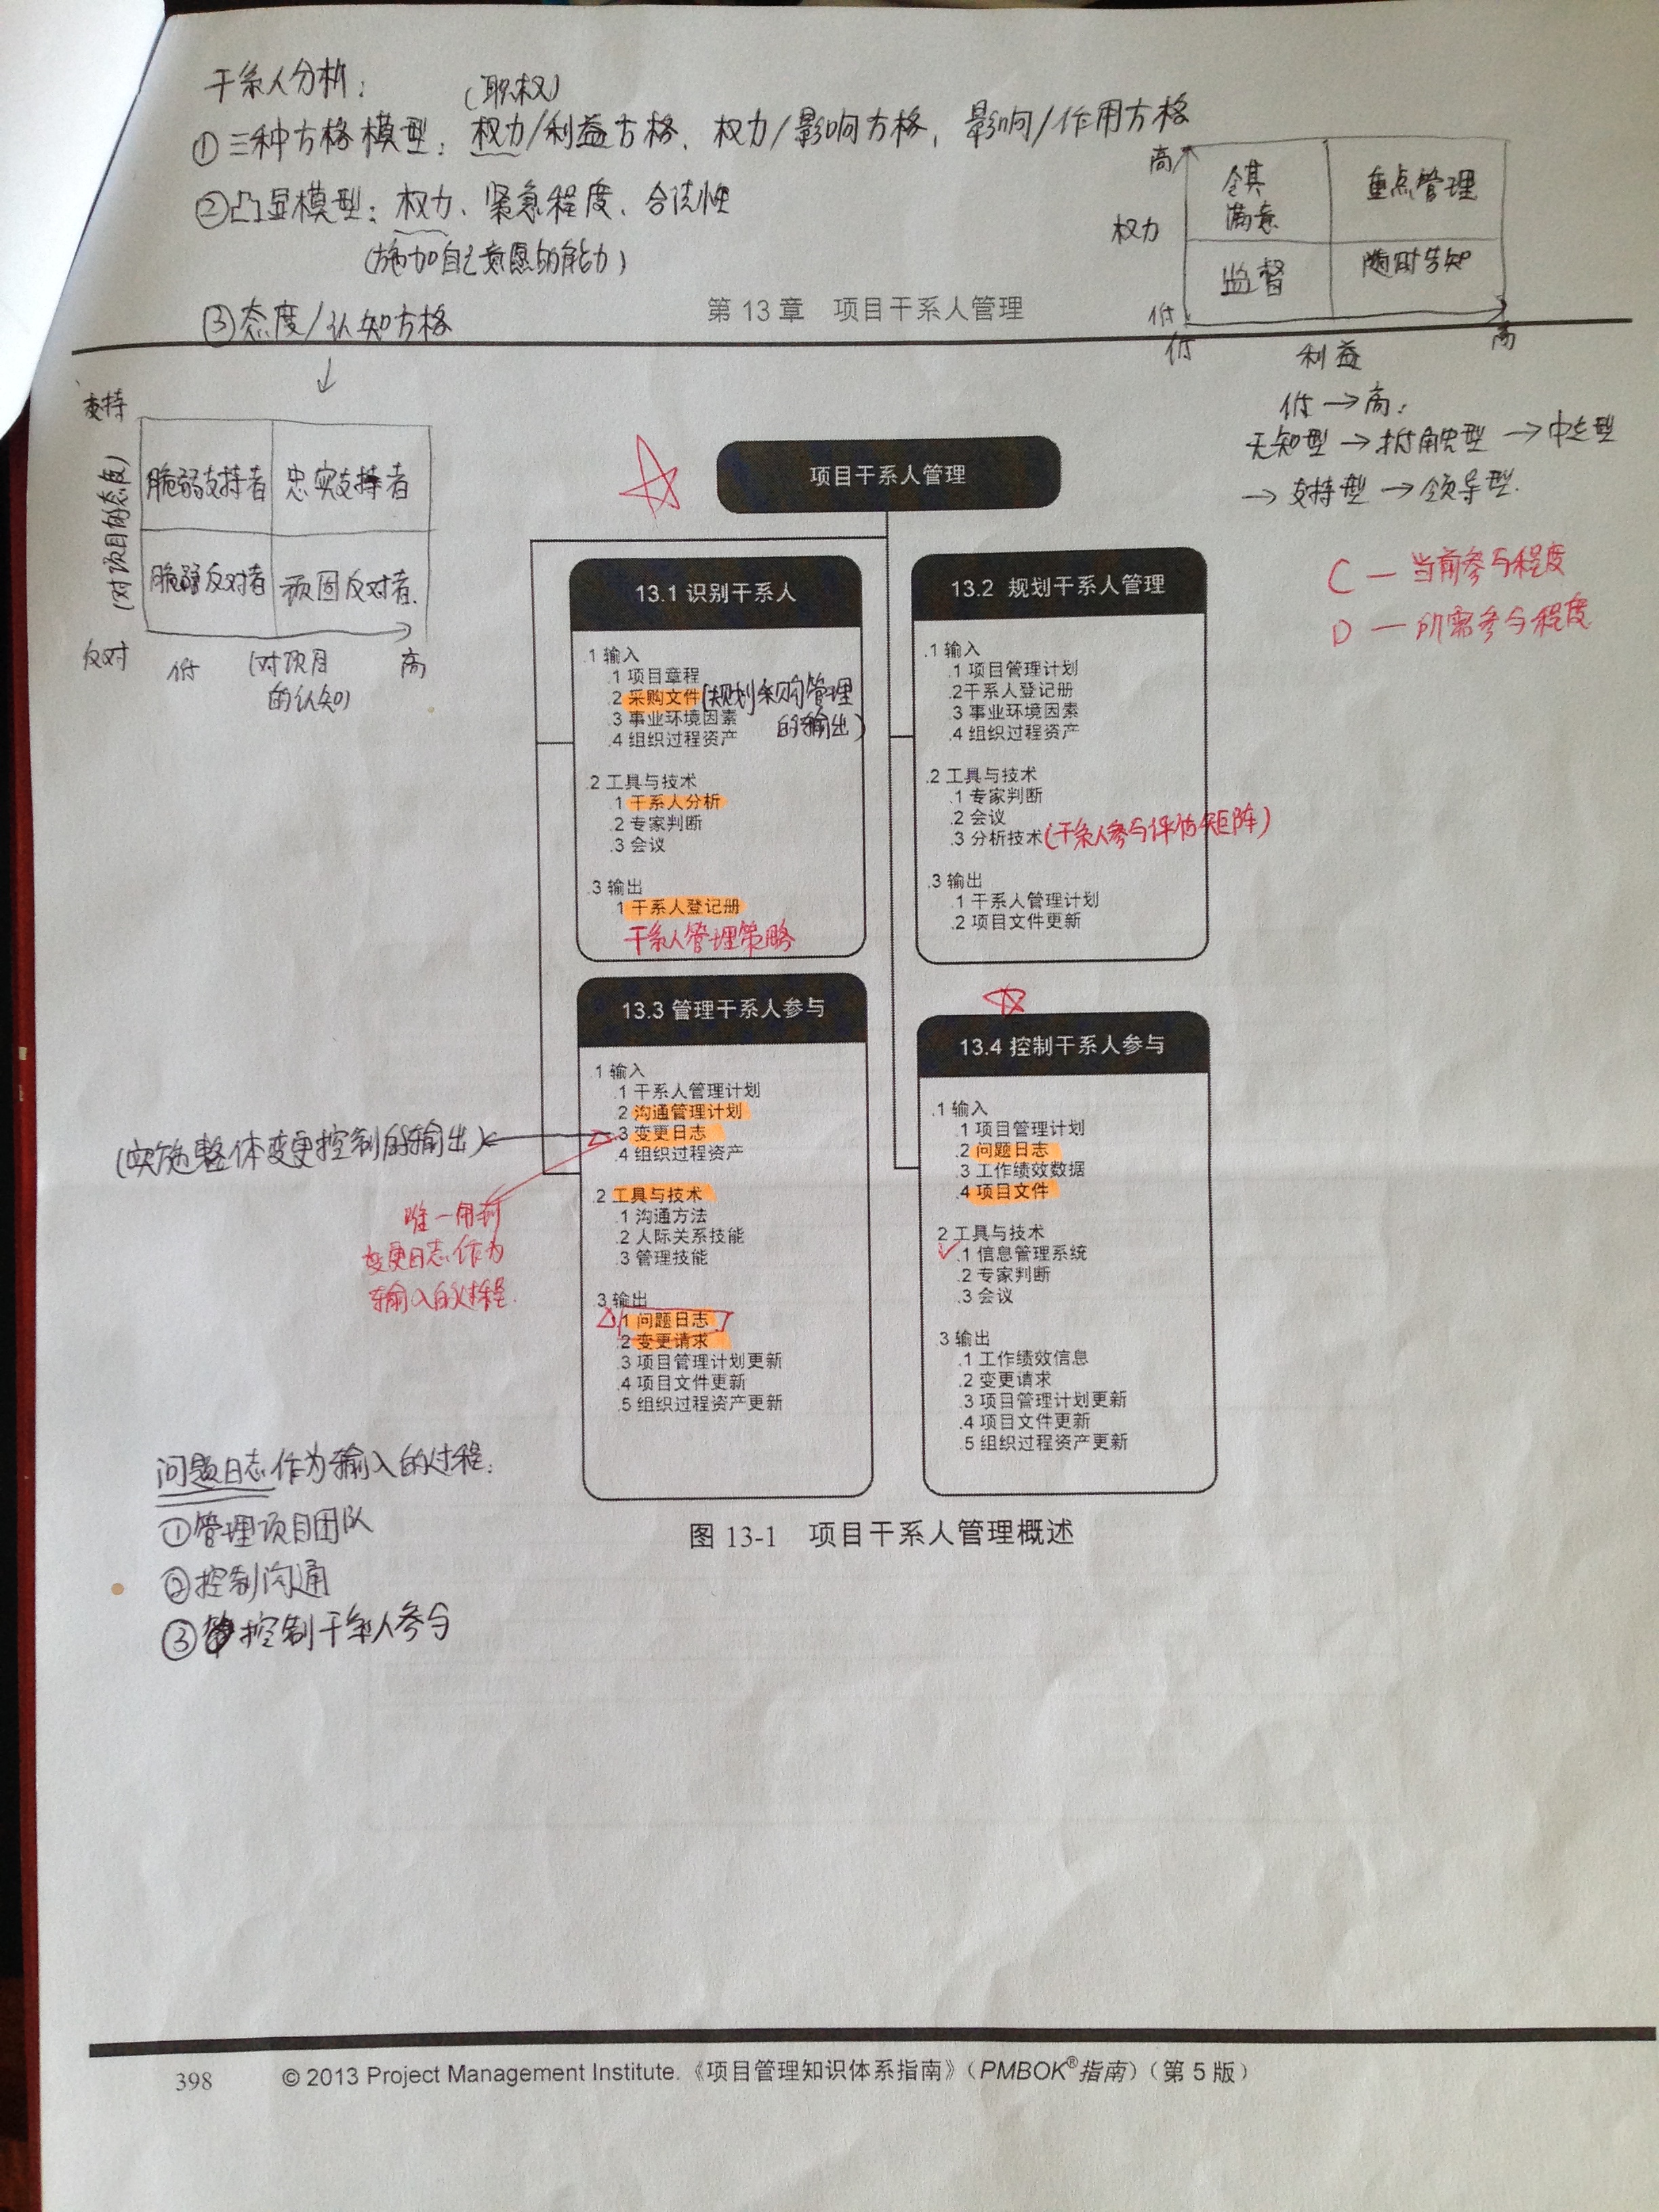 干系人分析：
(职权)
①三种方格模型：权力/利益方格、权力/影响方格，影响/作用方格
②凸显模型：权力、紧急程度、合法性
(施加自己意愿的能力)
③态度/认知方格
高
权力
低
令其满意
重点管理
监督
随时告知
低
利益
高
第 13 章 项目干系人管理
支持
(对项目的态度)
反对
脆弱支持者
忠实支持者
脆弱反对者
顽固反对者.
低
(对项目的认知)
高
低→高：
无知型→抵触型→中立型
→支持型→领导型.
C — 当前参与程度
D — 所需参与程度
项目干系人管理
13.1 识别干系人
.1 输入
.1 项目章程
.2 采购文件(规划采购管理的输出)
.3 事业环境因素
.4 组织过程资产
.2 工具与技术
.1 干系人分析
.2 专家判断
.3 会议
.3 输出
.1 干系人登记册
干系人管理策略
13.2 规划干系人管理
.1 输入
.1 项目管理计划
.2干系人登记册
.3 事业环境因素
.4 组织过程资产
.2 工具与技术
.1 专家判断
.2 会议
.3 分析技术(干系人参与评估矩阵)
.3 输出
.1 干系人管理计划
.2 项目文件更新
13.3 管理干系人参与
.1 输入
.1 干系人管理计划
.2 沟通管理计划
.3 变更日志
.4 组织过程资产
(实施整体变更控制的输出)
唯一用到
变更日志作为
输入的过程.
.2 工具与技术
.1 沟通方法
.2 人际关系技能
.3 管理技能
.3 输出
.1 问题日志
.2 变更请求
.3 项目管理计划更新
.4 项目文件更新
.5 组织过程资产更新
13.4 控制干系人参与
.1 输入
.1 项目管理计划
.2 问题日志
.3 工作绩效数据
.4 项目文件
.2 工具与技术
.1 信息管理系统
.2 专家判断
.3 会议
.3 输出
.1 工作绩效信息
.2 变更请求
.3 项目管理计划更新
.4 项目文件更新
.5 组织过程资产更新
问题日志作为输入的过程：
①管理项目团队
②控制沟通
③控制干系人参与
图 13-1 项目干系人管理概述
398 © 2013 Project Management Institute.《项目管理知识体系指南》（PMBOK®指南）（第 5 版）